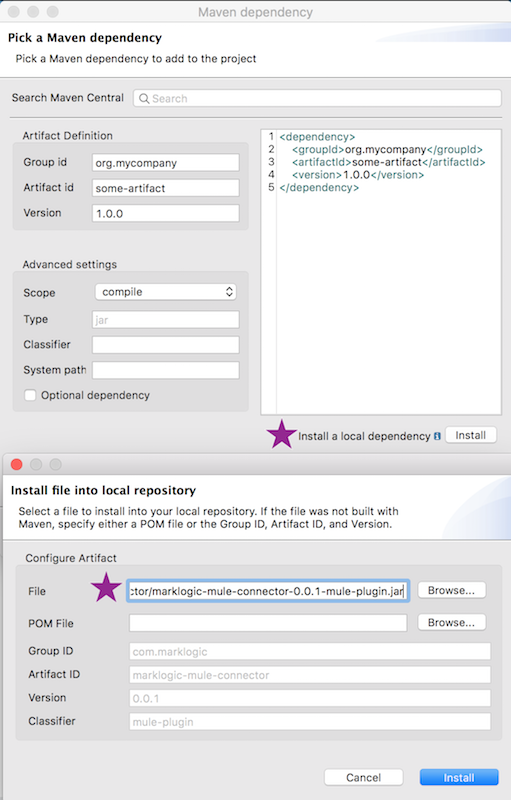 Maven dependency
Pick a Maven dependency
Pick a Maven dependency to add to the project
Search Maven Central
Search
Artifact Definition
Group id org.mycompany
Artifact id some-artifact
Version 1.0.0
1 <dependency>
2 <groupId>org.mycompany</groupId>
3 <artifactId>some-artifact</artifactId>
4 <version>1.0.0</version>
5 </dependency>
Advanced settings
Scope compile
Type jar
Classifier
System path
Optional dependency
Install a local dependency i Install
Install file into local repository
Select a file to install into your local repository. If the file was not built with
Maven, specify either a POM file or the Group ID, Artifact ID, and Version.
Configure Artifact
File ctor/marklogic-mule-connector-0.0.1-mule-plugin.jar Browse...
POM File Browse...
Group ID com.marklogic
Artifact ID marklogic-mule-connector
Version 0.0.1
Classifier mule-plugin
Cancel Install